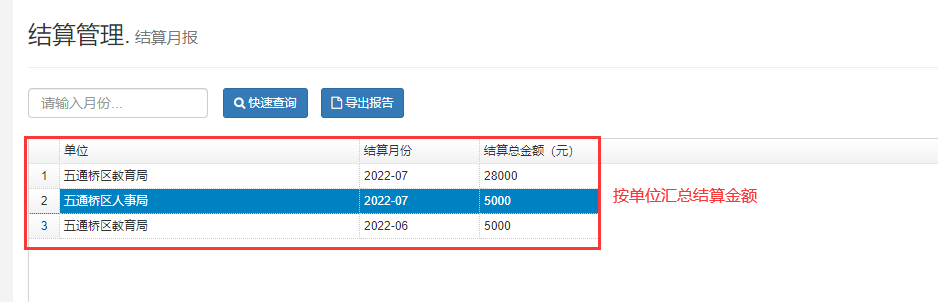 结算管理. 结算月报
请输入月份... 快速查询 导出报告
单位 结算月份 结算总金额（元）
1 五通桥区教育局 2022-07 28000
2 五通桥区人事局 2022-07 5000
3 五通桥区教育局 2022-06 5000
按单位汇总结算金额